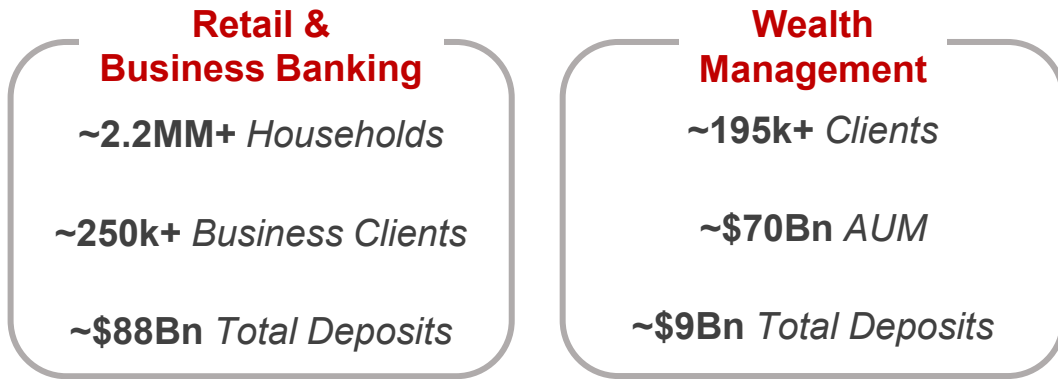 Retail &
Business Banking
~2.2MM+ Households
~250k+ Business Clients
~$88Bn Total Deposits
Wealth
Management
~195k+ Clients
~$70Bn AUM
~$9Bn Total Deposits